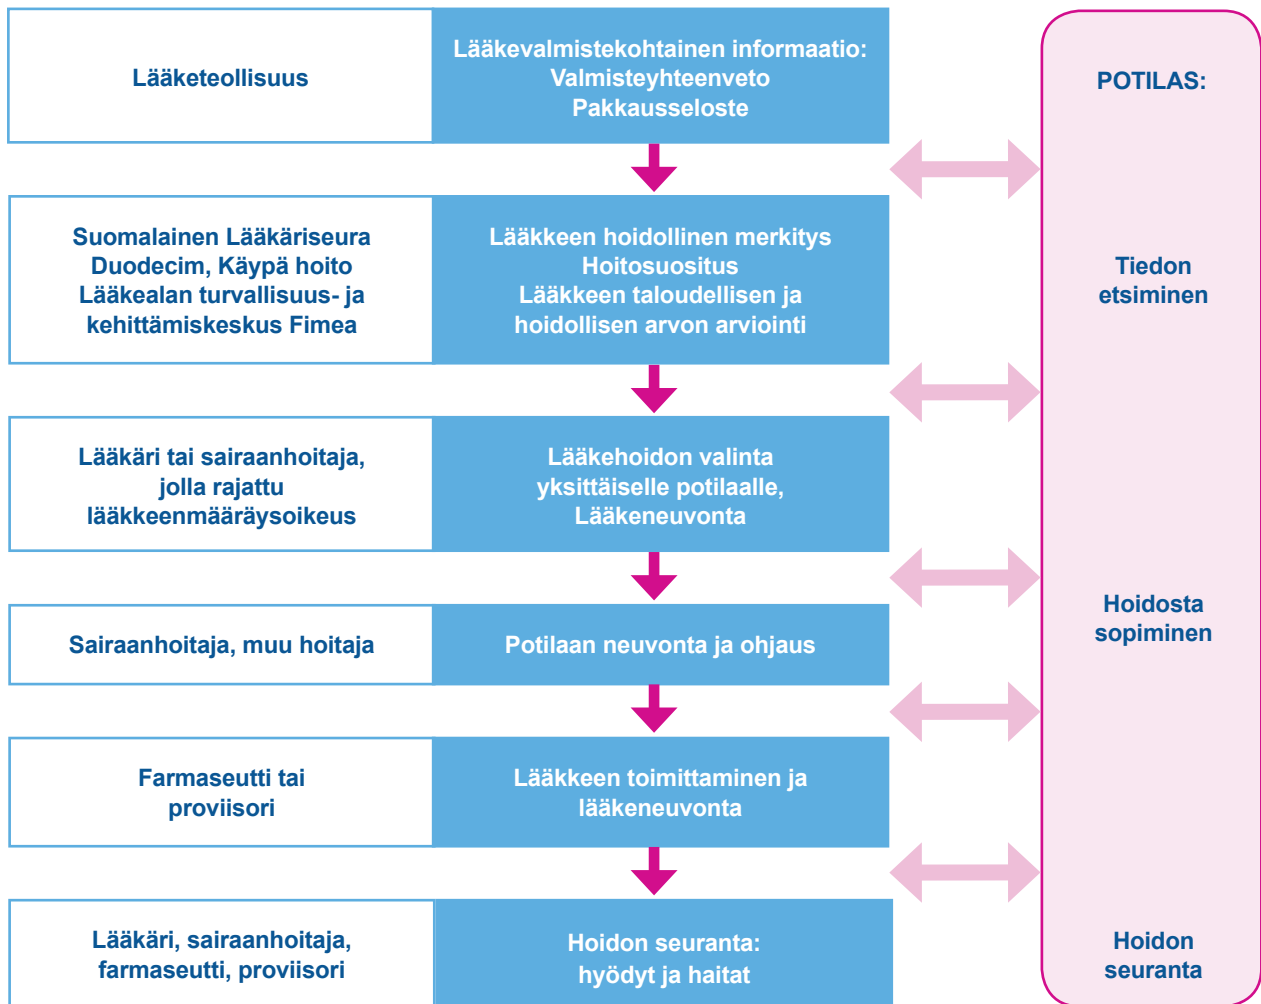 Lääketeollisuus
Lääkevalmistekohtainen informaatio:
Valmisteyhteenveto
Pakkausseloste
Suomalainen Lääkäriseura
Duodecim, Käypä hoito
Lääkealan turvallisuus- ja
kehittämiskeskus Fimea
Lääkkeen hoidollinen merkitys
Hoitosuositus
Lääkkeen taloudellisen ja
hoidollisen arvon arviointi
Lääkäri tai sairaanhoitaja,
jolla rajattu
lääkkeenmääräysoikeus
Lääkehoidon valinta
yksittäiselle potilaalle,
Lääkeneuvonta
Sairaanhoitaja, muu hoitaja
Potilaan neuvonta ja ohjaus
Farmaseutti tai
proviisori
Lääkkeen toimittaminen ja
lääkeneuvonta
Lääkäri, sairaanhoitaja,
farmaseutti, proviisori
Hoidon seuranta:
hyödyt ja haitat
POTILAS:
Tiedon
etsiminen
Hoidosta
sopiminen
Hoidon
seuranta